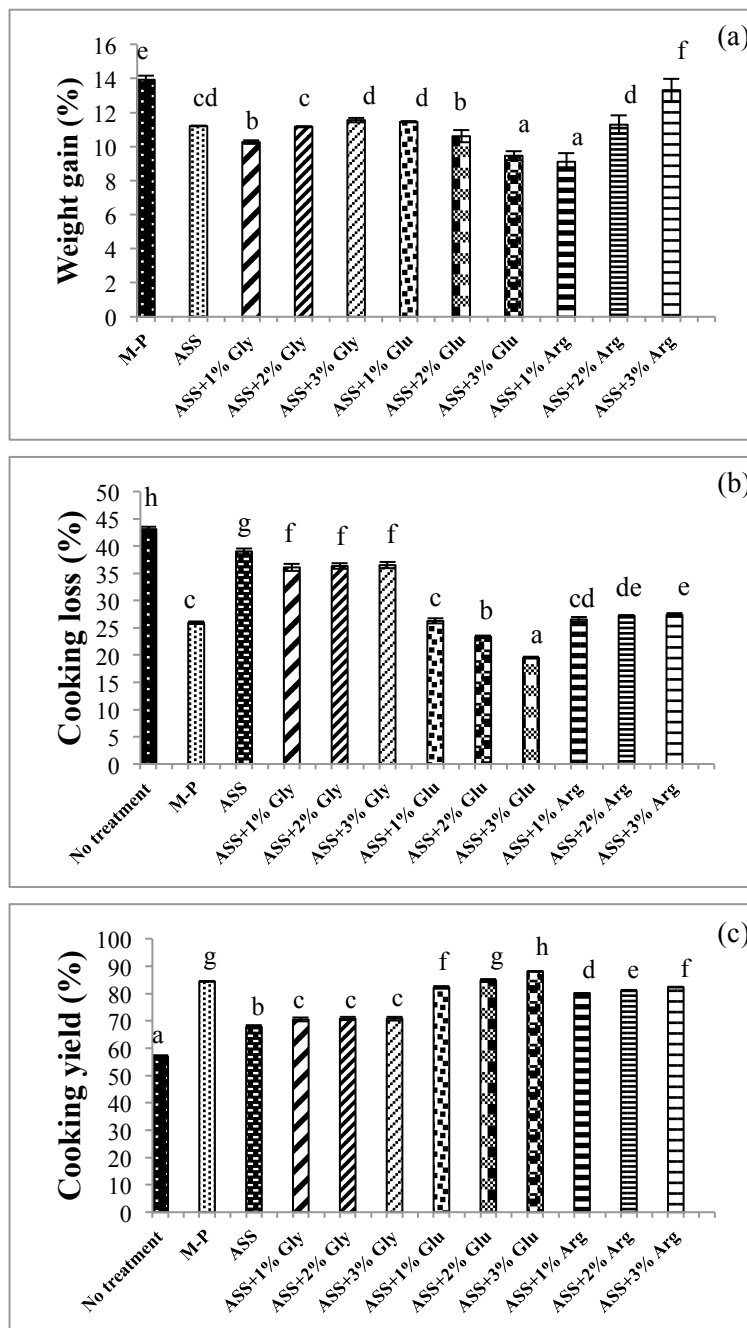 (a)
Weight gain (%)
16
14
12
10
8
6
4
2
0
e
cd
b
c
d
d
b
a
a
d
f
M-P
ASS
ASS+1% Gly
ASS+2% Gly
ASS+3% Gly
ASS+1% Glu
ASS+2% Glu
ASS+3% Glu
ASS+1% Arg
ASS+2% Arg
ASS+3% Arg
(b)
Cooking loss (%)
50
45
40
35
30
25
20
15
10
5
0
h
c
g
f
f
f
c
b
a
cd
de
e
No treatment
M-P
ASS
ASS+1% Gly
ASS+2% Gly
ASS+3% Gly
ASS+1% Glu
ASS+2% Glu
ASS+3% Glu
ASS+1% Arg
ASS+2% Arg
ASS+3% Arg
(c)
Cooking yield (%)
100
90
80
70
60
50
40
30
20
10
0
a
g
b
c
c
c
f
g
h
d
e
f
No treatment
M-P
ASS
ASS+1% Gly
ASS+2% Gly
ASS+3% Gly
ASS+1% Glu
ASS+2% Glu
ASS+3% Glu
ASS+1% Arg
ASS+2% Arg
ASS+3% Arg